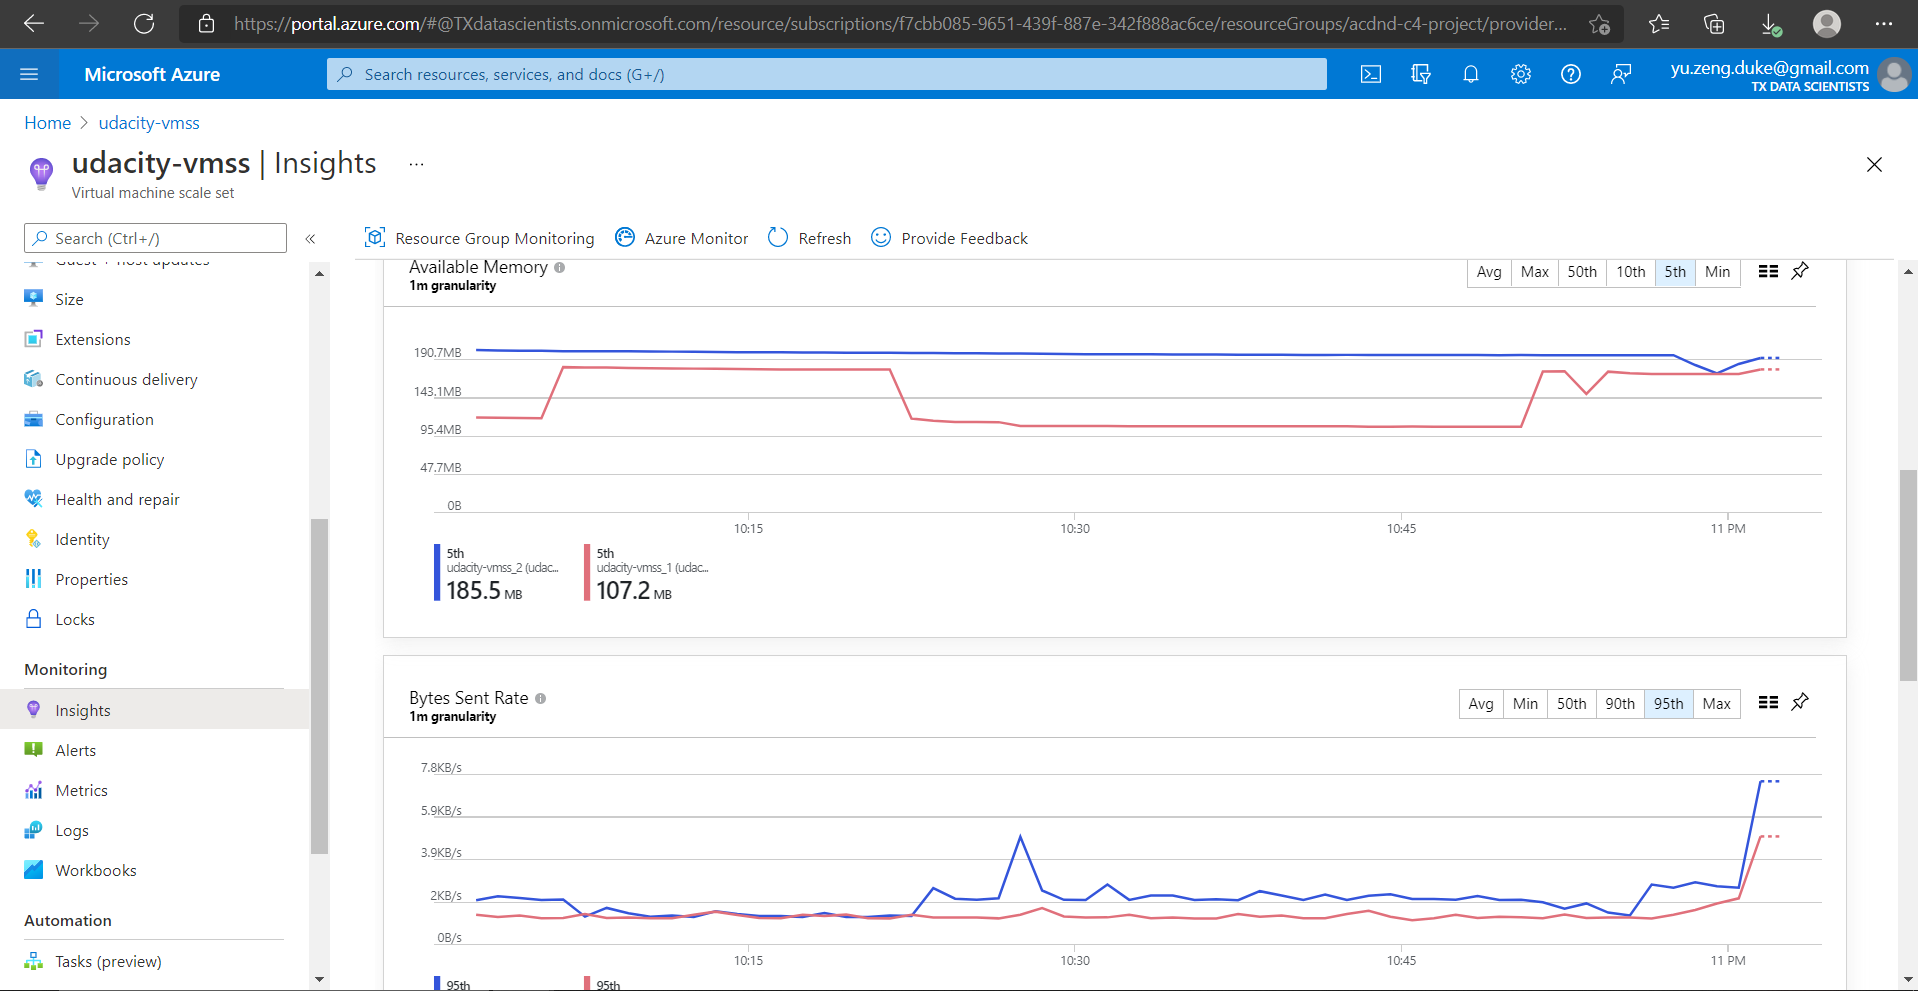 https://portal.azure.com/#@TXdatascientists.onmicrosoft.com/resource/subscriptions/f7cbb085-9651-439f-887e-342f888ac6ce/resourceGroups/acdnd-c4-project/provider...
Microsoft Azure
Search resources, services, and docs (G+/)
yu.zeng.duke@gmail.com
TX DATA SCIENTISTS
Home > udacity-vmss
udacity-vmss | Insights ...
Virtual machine scale set
Search (Ctrl+/) «
Resource Group Monitoring Azure Monitor Refresh Provide Feedback
Guest + host updates
Size
Extensions
Continuous delivery
Configuration
Upgrade policy
Health and repair
Identity
Properties
Locks
Monitoring
Insights
Alerts
Metrics
Logs
Workbooks
Automation
Tasks (preview)
Available Memory
1m granularity
Avg Max 50th 10th 5th Min
190.7MB
143.1MB
95.4MB
47.7MB
0B
10:15 10:30 10:45 11 PM
5th
udacity-vmss_2 (udac...
185.5 MB
5th
udacity-vmss_1 (udac...
107.2 MB
Bytes Sent Rate
1m granularity
Avg Min 50th 90th 95th Max
7.8KB/s
5.9KB/s
3.9KB/s
2KB/s
0B/s
10:15 10:30 10:45 11 PM
95th 95th